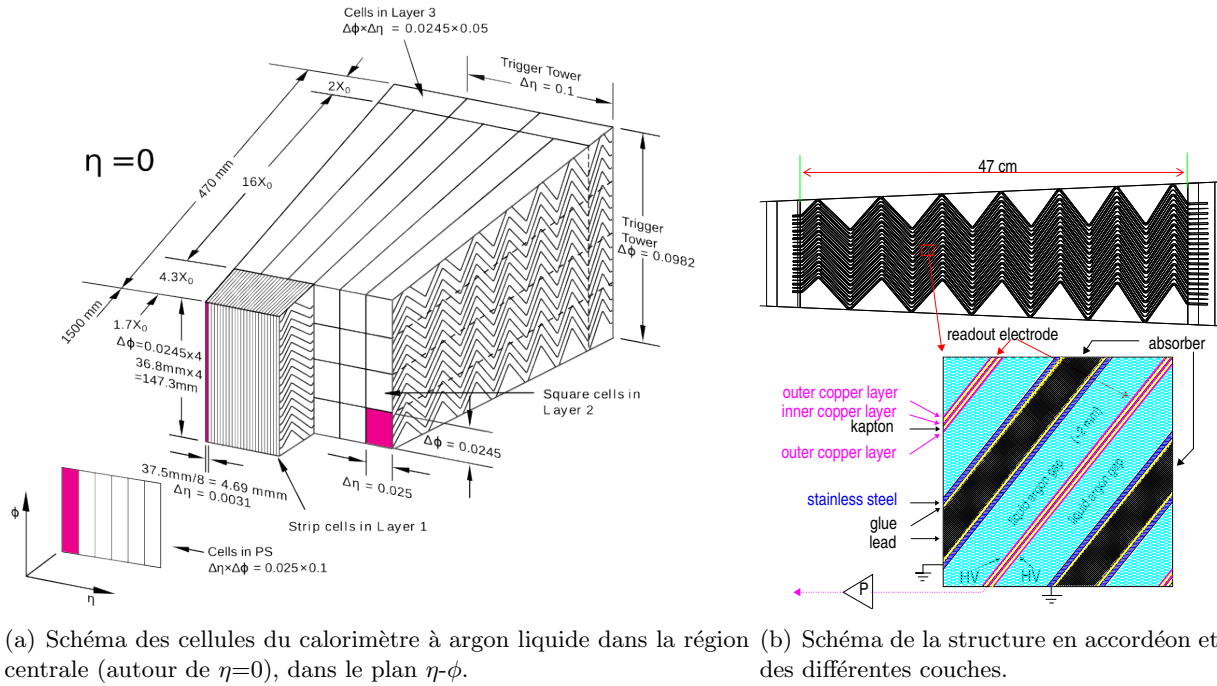 Cells in Layer 3
Δϕ×Δη = 0.0245×0.05
Trigger Tower
Δη = 0.1
2X₀
η =0
470 mm
16X₀
Trigger
Tower
Δϕ = 0.0982
4.3X₀
1500 mm
1.7X₀
Δϕ=0.0245x4
36.8mmx4
=147.3mm
Square cells in
Layer 2
Δϕ = 0.0245
37.5mm/8 = 4.69 mmm
Δη = 0.0031
Δη = 0.025
Strip cells in Layer 1
ϕ
Cells in PS
Δη×Δϕ = 0.025×0.1
η
47 cm
readout electrode
absorber
outer copper layer
inner copper layer
kapton
outer copper layer
(~2 mm)
liquid argon gap
liquid argon gap
stainless steel
glue
lead
HV
HV
P
(a) Schéma des cellules du calorimètre à argon liquide dans la région
centrale (autour de η=0), dans le plan η-ϕ.
(b) Schéma de la structure en accordéon et
des différentes couches.